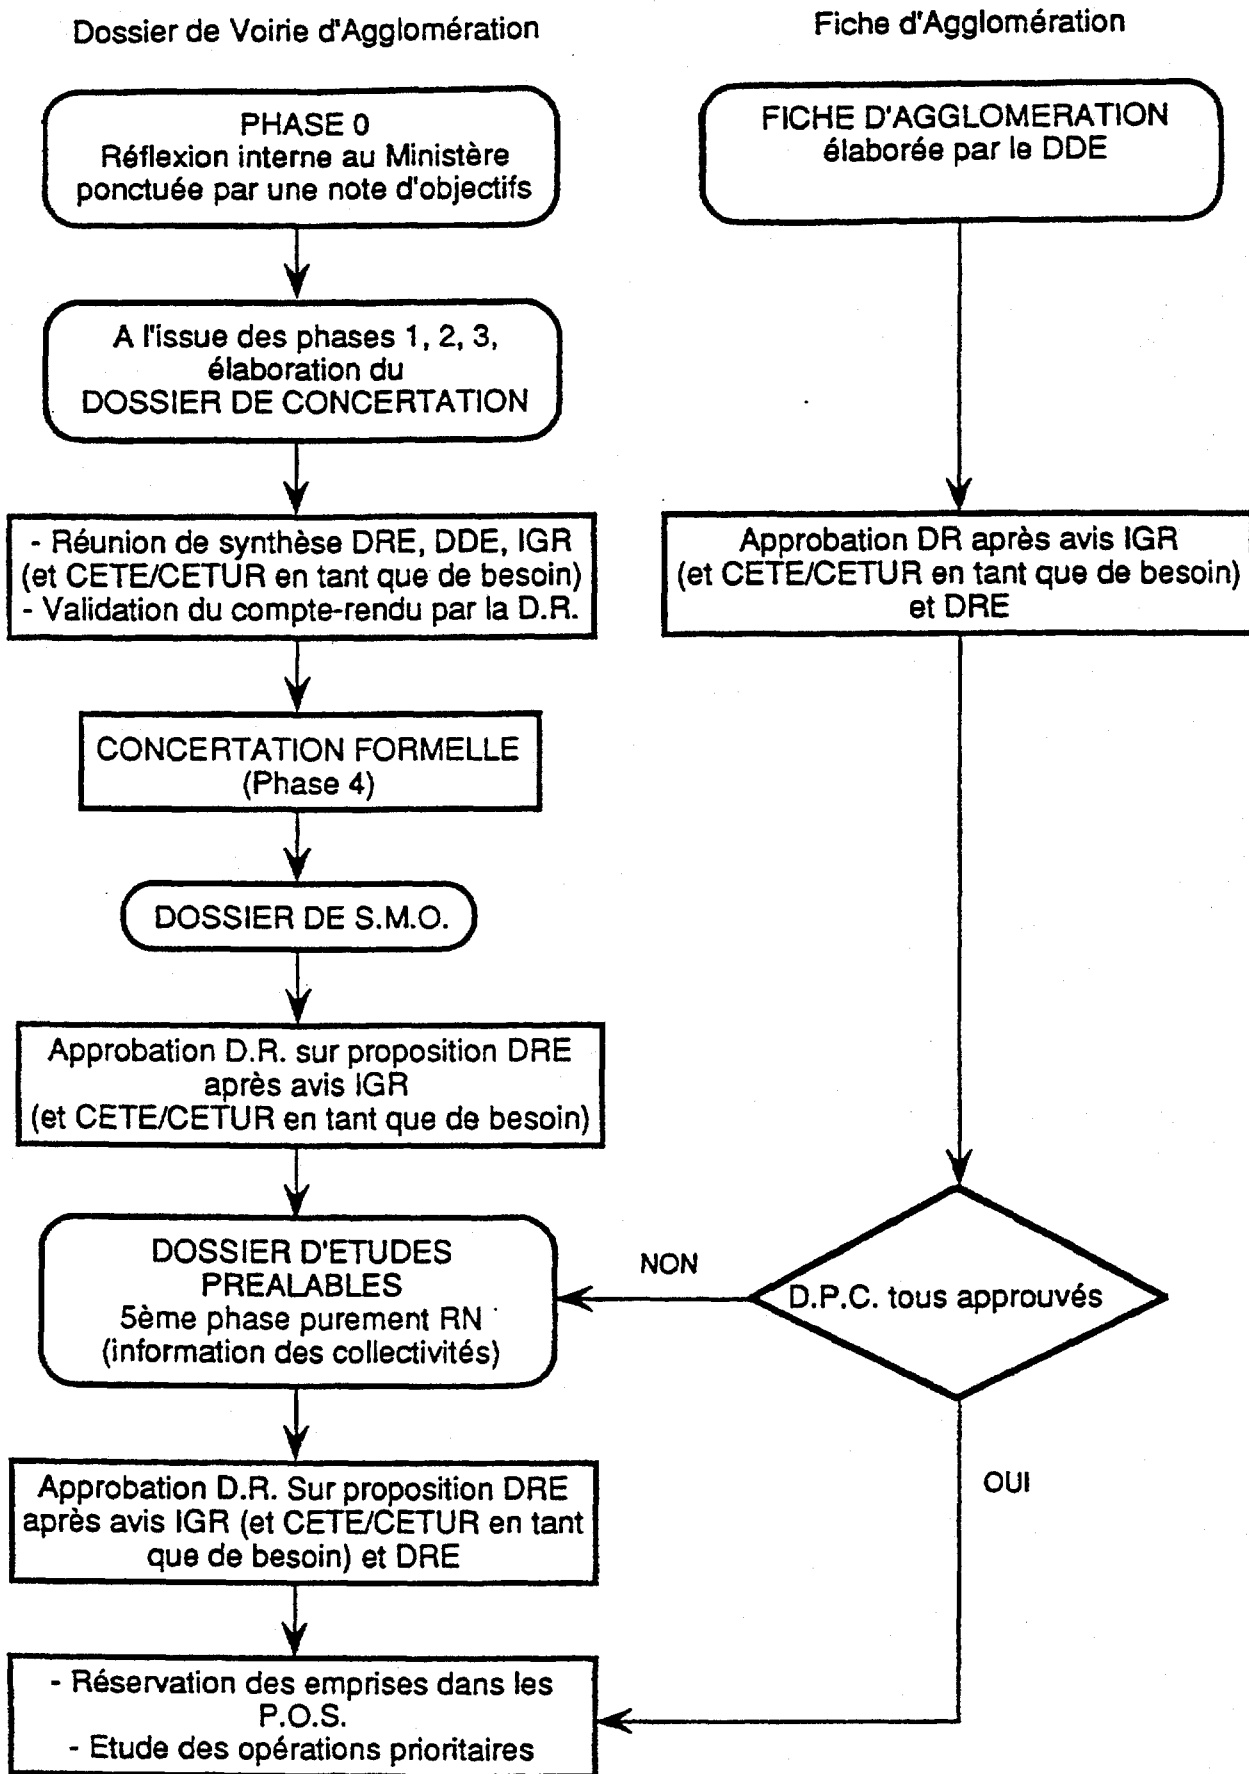 Dossier de Voirie d'Agglomération
PHASE 0
Réflexion interne au Ministère
ponctuée par une note d'objectifs
A l'issue des phases 1, 2, 3,
élaboration du
DOSSIER DE CONCERTATION
- Réunion de synthèse DRE, DDE, IGR
(et CETE/CETUR en tant que de besoin)
- Validation du compte-rendu par la D.R.
CONCERTATION FORMELLE
(Phase 4)
DOSSIER DE S.M.O.
Approbation D.R. sur proposition DRE
après avis IGR
(et CETE/CETUR en tant que de besoin)
DOSSIER D'ETUDES
PREALABLES
5ème phase purement RN
(information des collectivités)
Approbation D.R. Sur proposition DRE
après avis IGR (et CETE/CETUR en tant
que de besoin) et DRE
- Réservation des emprises dans les
P.O.S.
- Etude des opérations prioritaires
Fiche d'Agglomération
FICHE D'AGGLOMERATION
élaborée par le DDE
Approbation DR après avis IGR
(et CETE/CETUR en tant que de besoin)
et DRE
D.P.C. tous approuvés
NON
OUI